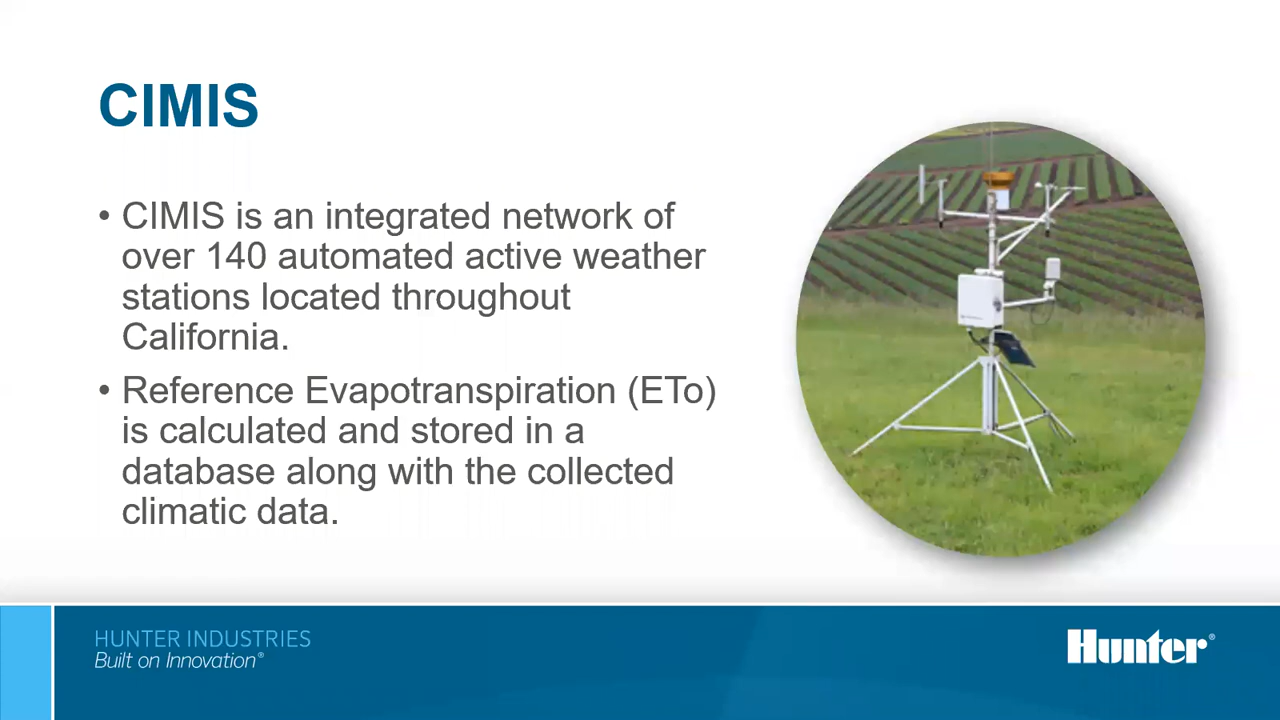 CIMIS
• CIMIS is an integrated network of
over 140 automated active weather
stations located throughout
California.
• Reference Evapotranspiration (ETo)
is calculated and stored in a
database along with the collected
climatic data.
HUNTER INDUSTRIES
Built on Innovation®
Hunter®